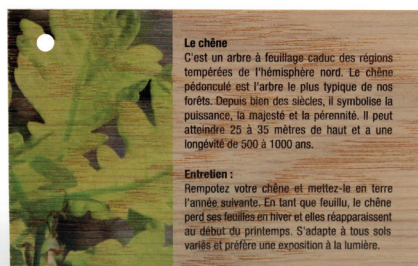 Le chêne
C'est un arbre à feuillage caduc des régions
tempérées de l'hémisphère nord. Le chêne
pédonculé est l'arbre le plus typique de nos
forêts. Depuis bien des siècles, il symbolise la
puissance, la majesté et la pérennité. Il peut
atteindre 25 à 35 mètres de haut et a une
longévité de 500 à 1000 ans.
Entretien :
Rempotez votre chêne et mettez-le en terre
l'année suivante. En tant que feuillu, le chêne
perd ses feuilles en hiver et elles réapparaissent
au début du printemps. S'adapte à tous sols
variés et préfère une exposition à la lumière.